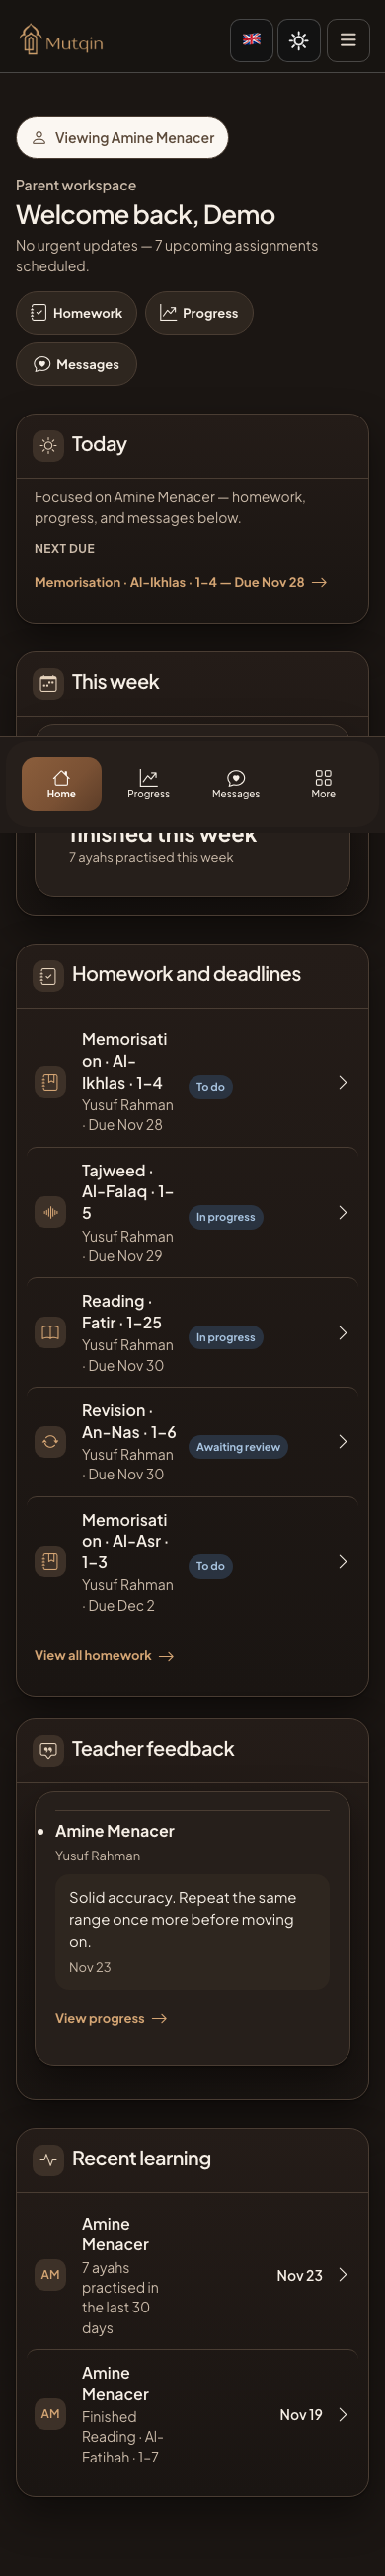 Mutqin
Viewing Amine Menacer
Parent workspace
Welcome back, Demo
No urgent updates — 7 upcoming assignments
scheduled.
Homework
Progress
Messages
Today
Focused on Amine Menacer — homework,
progress, and messages below.
NEXT DUE
Memorisation · Al-Ikhlas · 1–4 — Due Nov 28
This week
Home
Progress
Messages
More
finished this week
7 ayahs practised this week
Homework and deadlines
Memorisati
on · Al-
Ikhlas · 1–4
Yusuf Rahman
· Due Nov 28
To do
Tajweed ·
Al-Falaq · 1–
5
Yusuf Rahman
· Due Nov 29
In progress
Reading ·
Fatir · 1–25
Yusuf Rahman
· Due Nov 30
In progress
Revision ·
An-Nas · 1–6
Yusuf Rahman
· Due Nov 30
Awaiting review
Memorisati
on · Al-Asr ·
1–3
Yusuf Rahman
· Due Dec 2
To do
View all homework
Teacher feedback
Amine Menacer
Yusuf Rahman
Solid accuracy. Repeat the same
range once more before moving
on.
Nov 23
View progress
Recent learning
AM
Amine
Menacer
7 ayahs
practised in
the last 30
days
Nov 23
AM
Amine
Menacer
Finished
Reading · Al-
Fatihah · 1–7
Nov 19